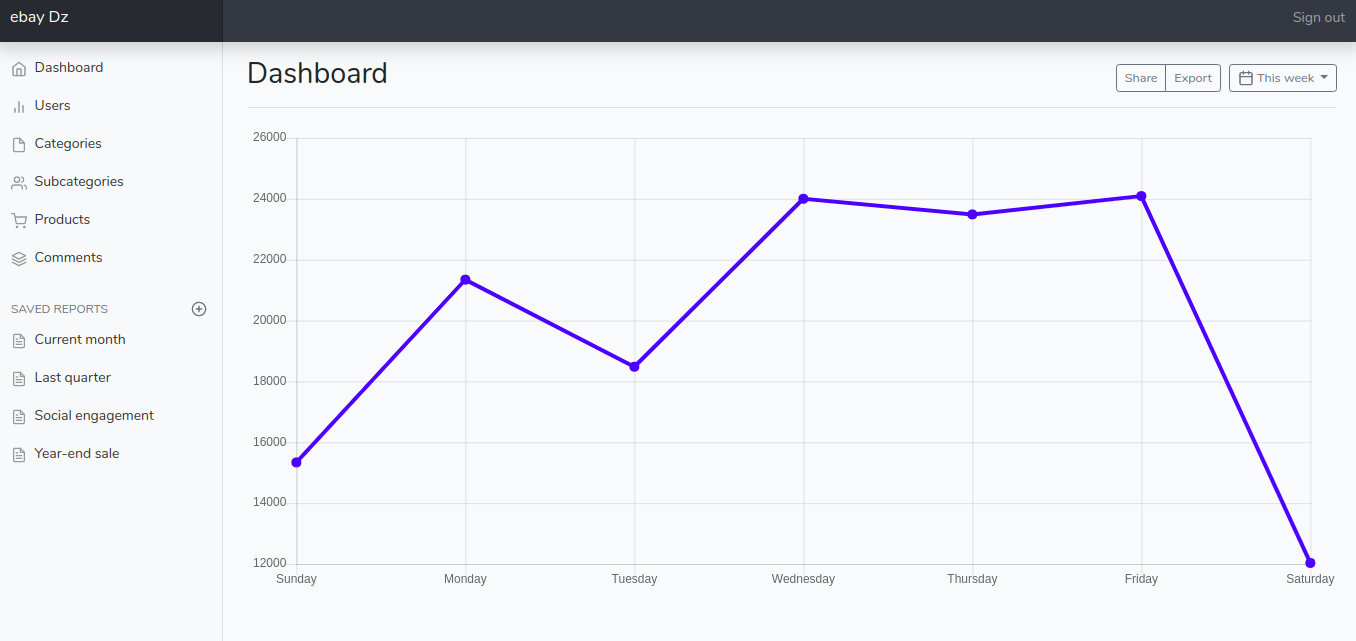 ebay Dz
Sign out
Dashboard
Users
Categories
Subcategories
Products
Comments
SAVED REPORTS
Current month
Last quarter
Social engagement
Year-end sale
Dashboard
Share
Export
This week
26000
24000
22000
20000
18000
16000
14000
12000
Sunday Monday Tuesday Wednesday Thursday Friday Saturday